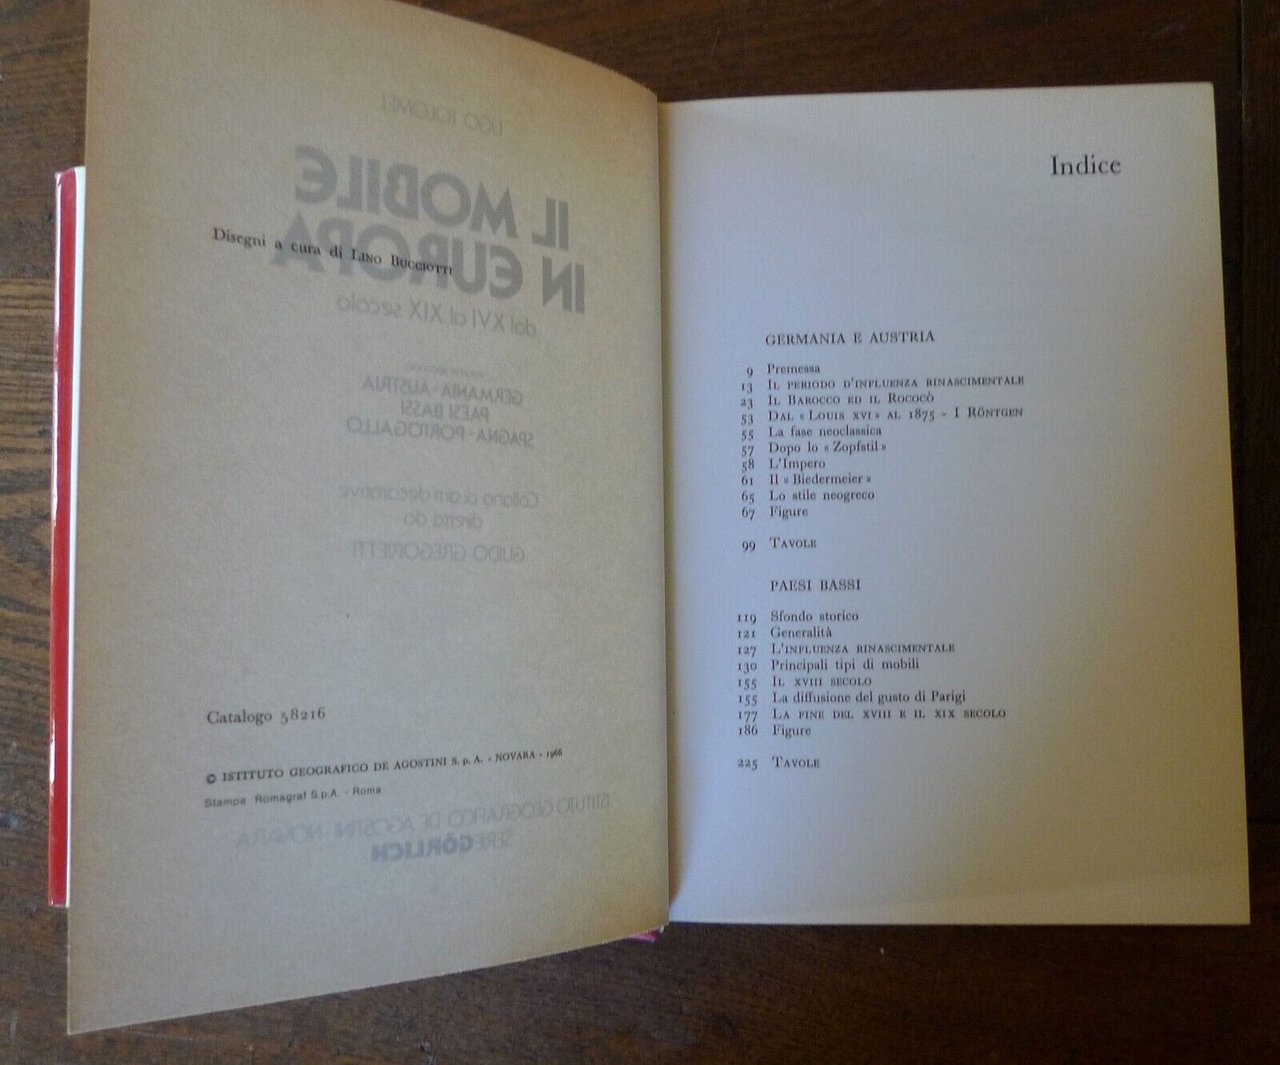 UGO TOLOMEI
IL MOBILE
IN EUROPA
dal XVI al XIX secolo
GERMANIA - AUSTRIA
PAESI BASSI
SPAGNA - PORTOGALLO
Collana di arti decorative
diretta da
GUIDO GREGORIETTI
ISTITUTO GEOGRAFICO DE AGOSTINI · NOVARA
SERIE GÖRLICH
Disegni a cura di Lino Bucciotti
Catalogo 58216
© ISTITUTO GEOGRAFICO DE AGOSTINI S. p. A. - NOVARA - 1966
Stampa Romagraf S.p.A. - Roma
Indice
GERMANIA E AUSTRIA
9 Premessa
13 Il periodo d'influenza rinascimentale
23 Il Barocco ed il Rococò
53 Dal « Louis xvi » al 1875 - I Röntgen
55 La fase neoclassica
57 Dopo lo « Zopfstil »
58 L'Impero
61 Il « Biedermeier »
65 Lo stile neogreco
67 Figure
99 Tavole
PAESI BASSI
119 Sfondo storico
121 Generalità
127 L'influenza rinascimentale
130 Principali tipi di mobili
155 Il xviii secolo
155 La diffusione del gusto di Parigi
177 La fine del xviii e il xix secolo
186 Figure
225 Tavole